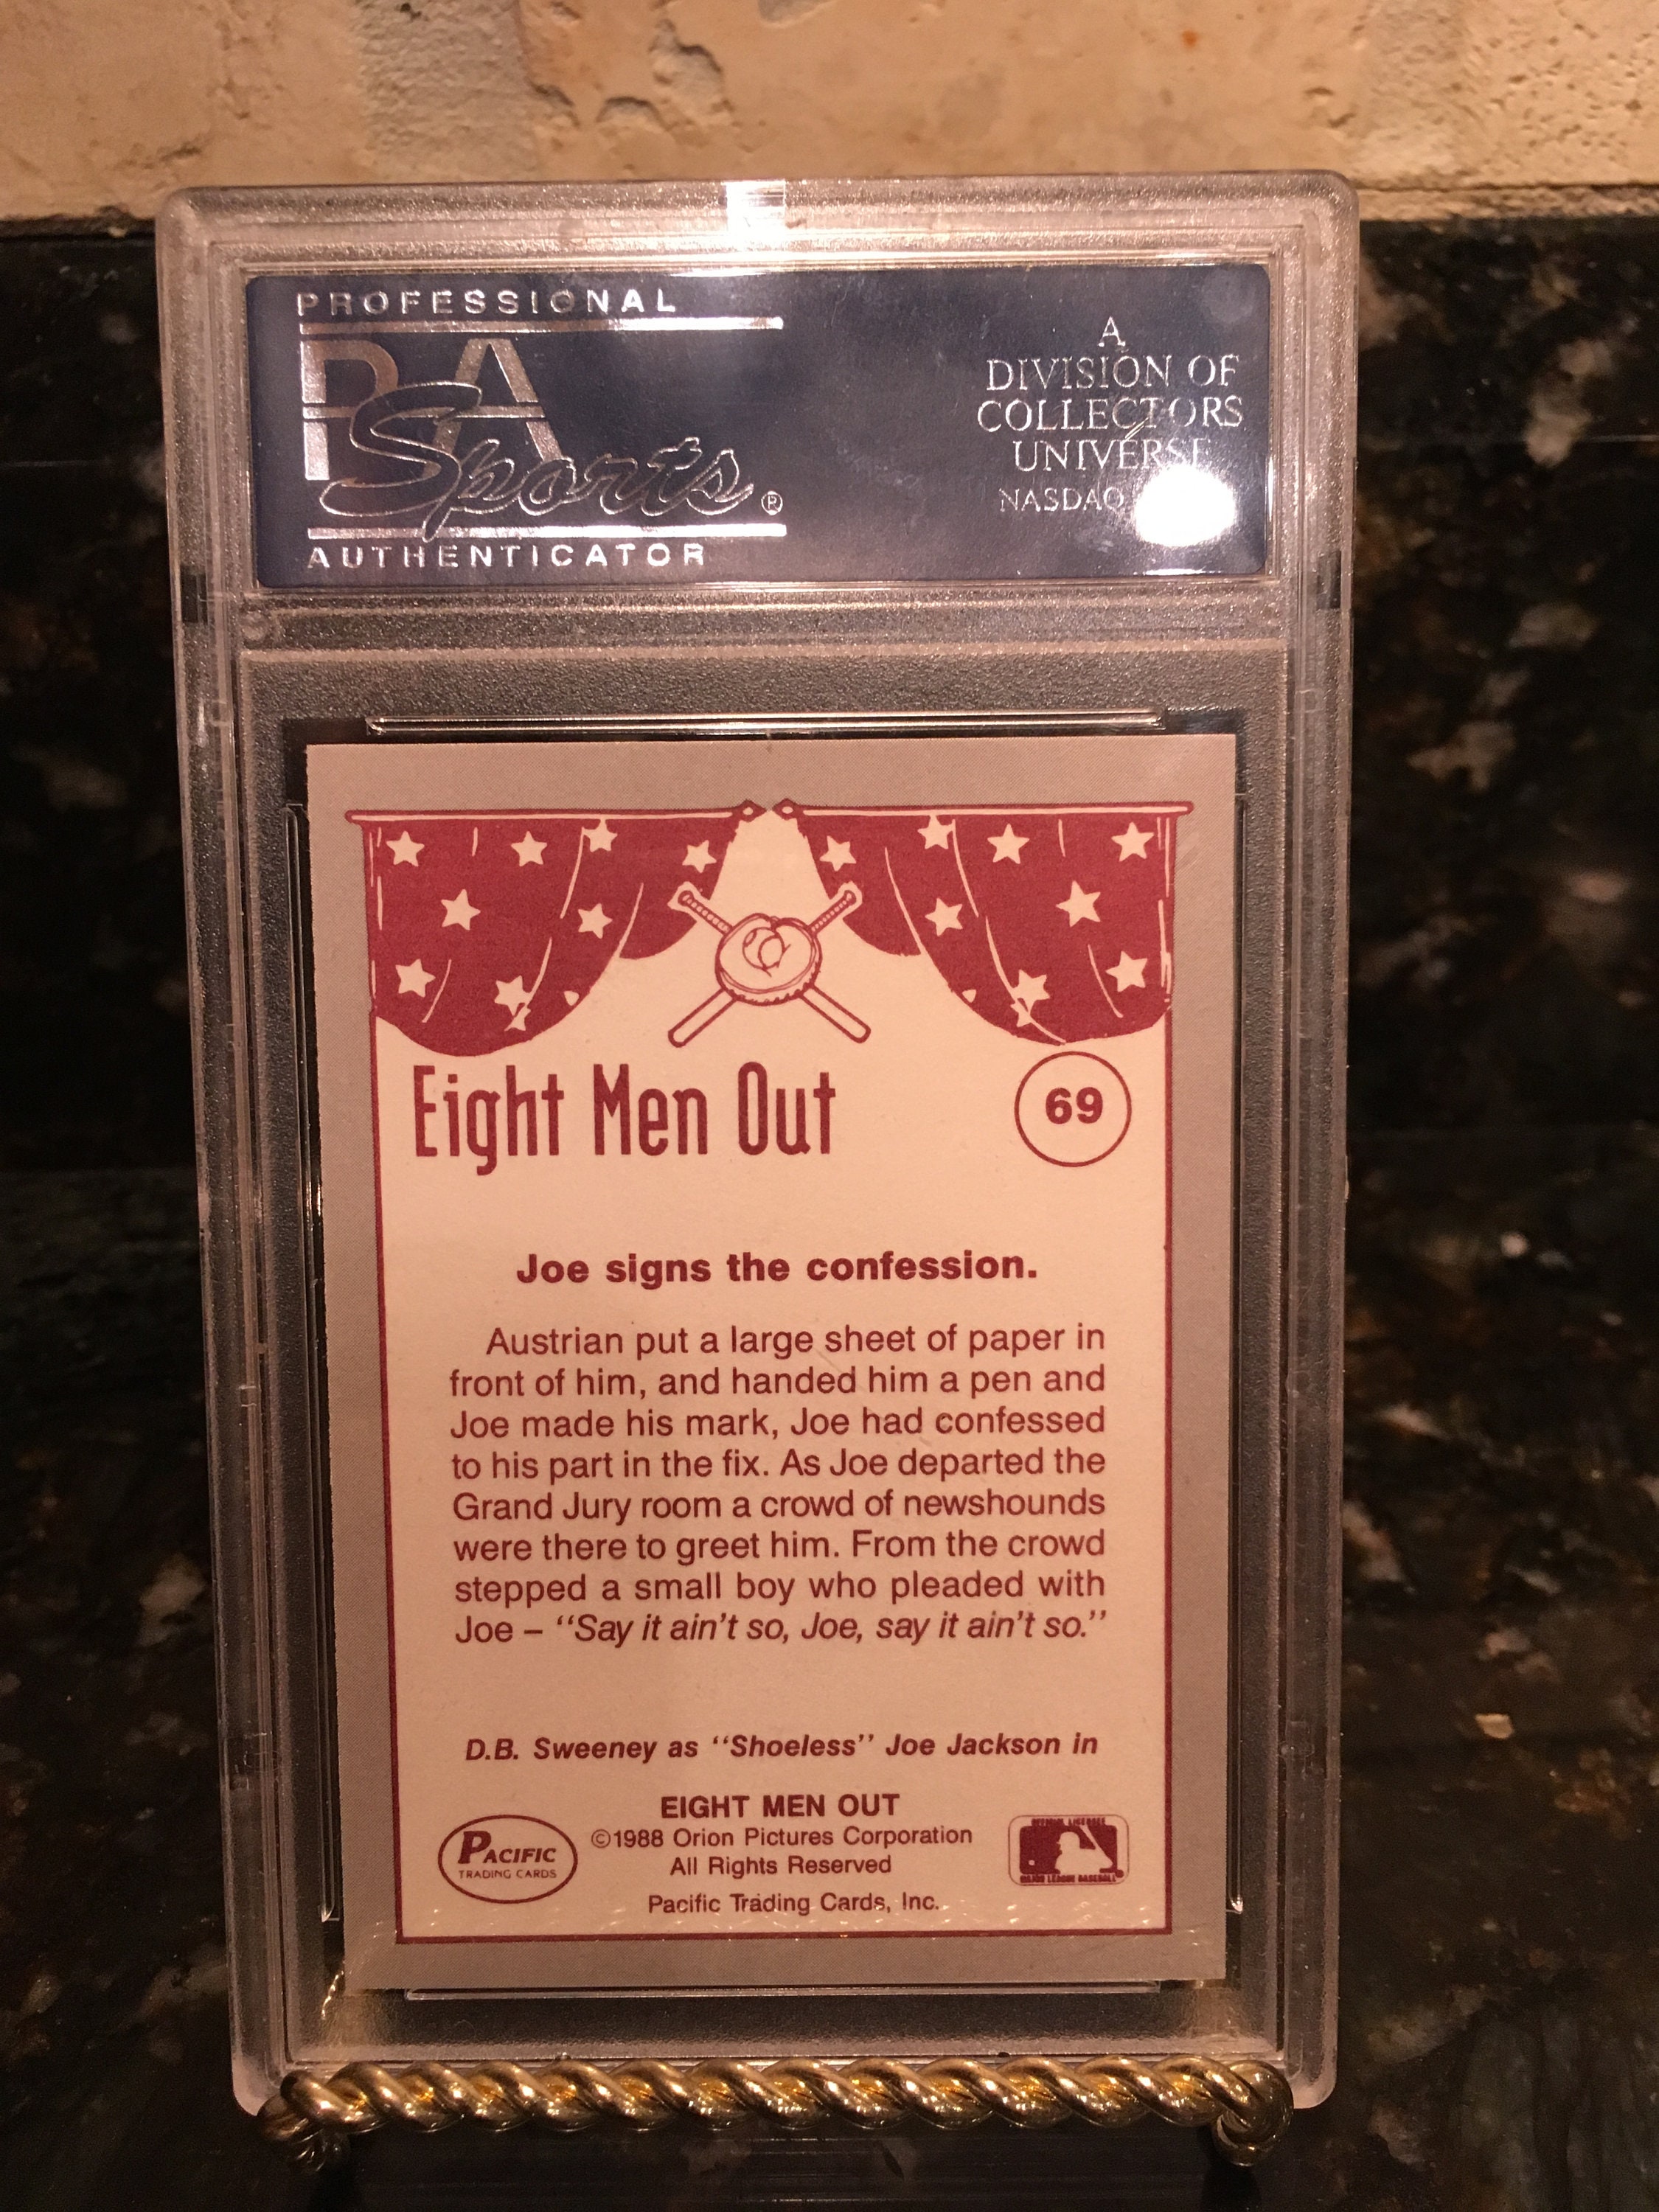 PROFESSIONAL
PSA
Sports®
AUTHENTICATOR
A
DIVISION OF
COLLECTORS
UNIVERSE
NASDAQ
Eight Men Out
69
Joe signs the confession.
Austrian put a large sheet of paper in
front of him, and handed him a pen and
Joe made his mark, Joe had confessed
to his part in the fix. As Joe departed the
Grand Jury room a crowd of newshounds
were there to greet him. From the crowd
stepped a small boy who pleaded with
Joe – "Say it ain't so, Joe, say it ain't so."
D.B. Sweeney as "Shoeless" Joe Jackson in
EIGHT MEN OUT
©1988 Orion Pictures Corporation
All Rights Reserved
Pacific Trading Cards, Inc.
PACIFIC
TRADING CARDS
OFFICIAL LICENSEE
MAJOR LEAGUE BASEBALL®